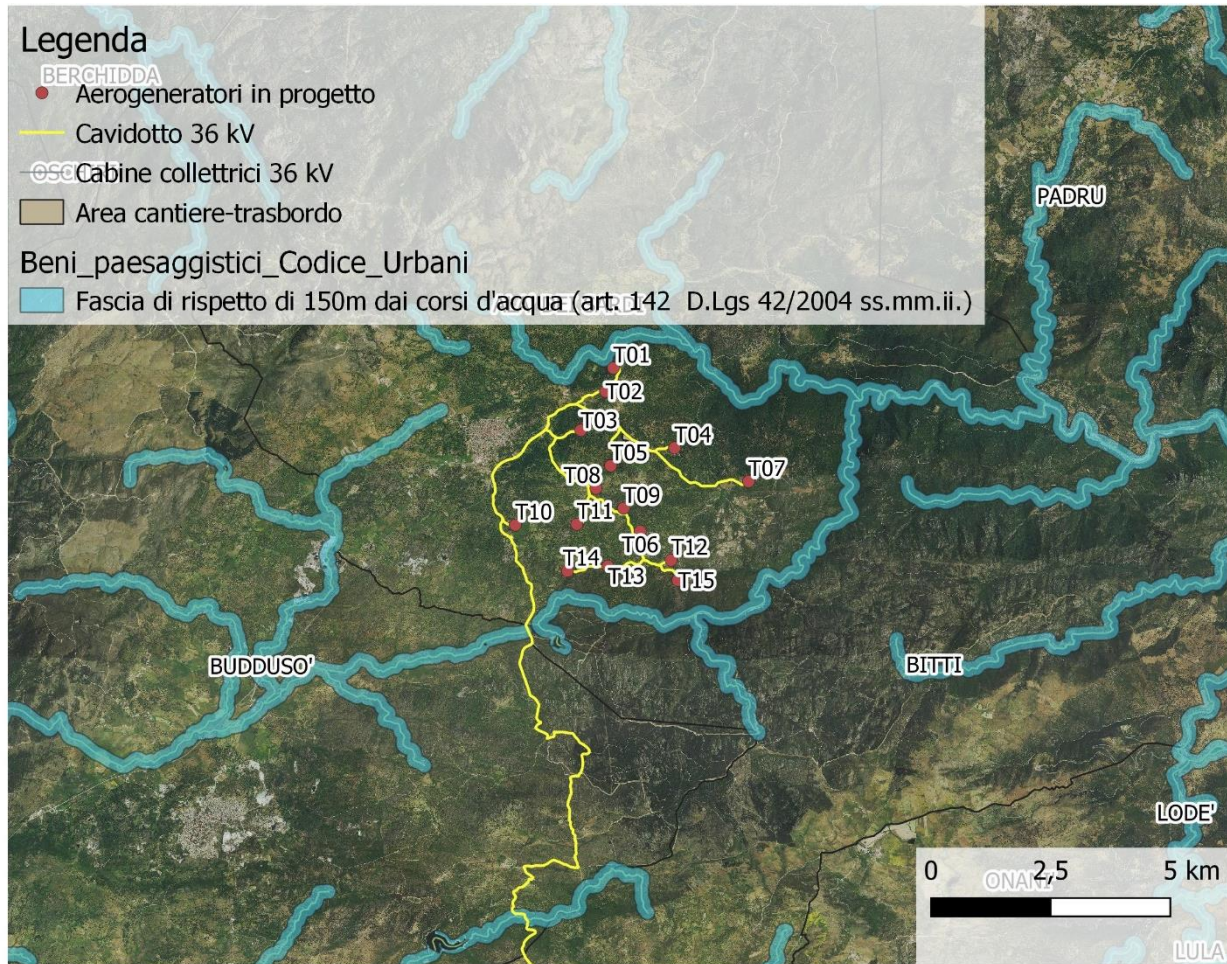 Legenda
BERCHIDDA
Aerogeneratori in progetto
Cavidotto 36 kV
Cabine collettrici 36 kV
Area cantiere-trasbordo
PADRU
Beni_paesaggistici_Codice_Urbani
Fascia di rispetto di 150m dai corsi d'acqua (art. 142 D.Lgs 42/2004 ss.mm.ii.)
T01
T02
T03
T04
T05
T07
T08
T09
T10
T11
T06
T12
T14
T13
T15
BUDDUSO'
BITTI
LODE'
0 2,5 5 km
ONANI
LULA